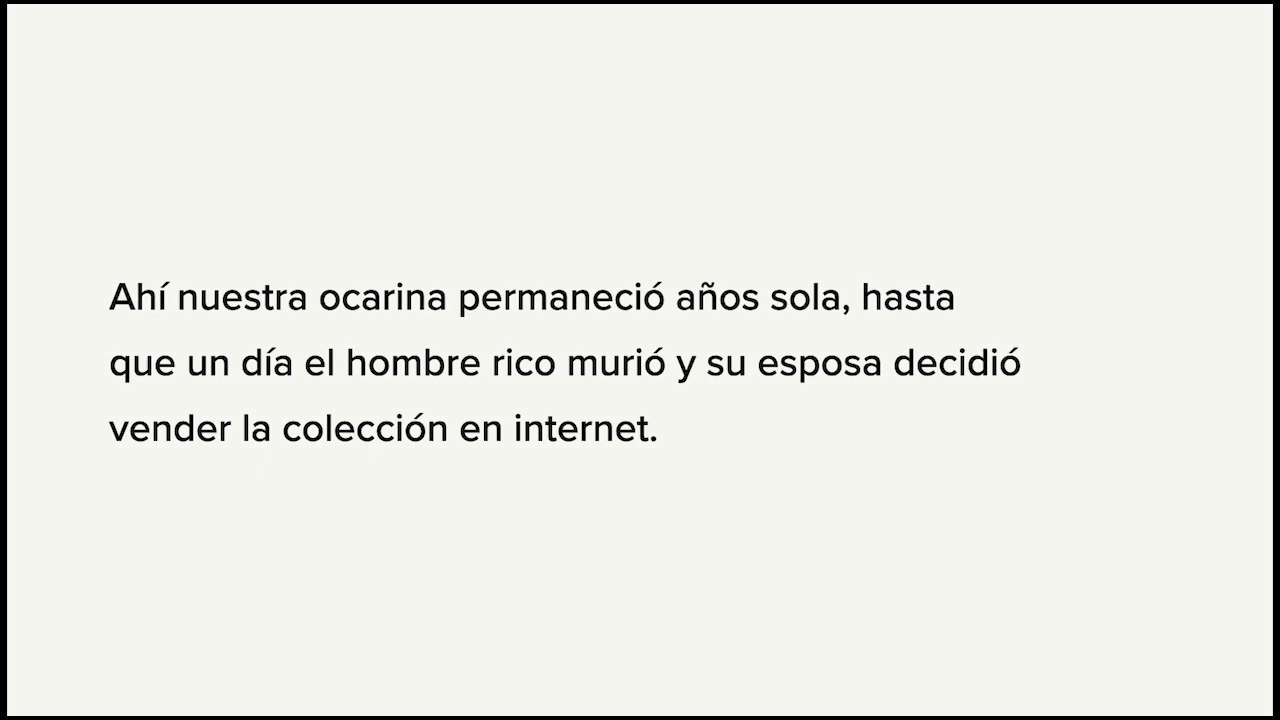 Ahí nuestra ocarina permaneció años sola, hasta
que un día el hombre rico murió y su esposa decidió
vender la colección en internet.